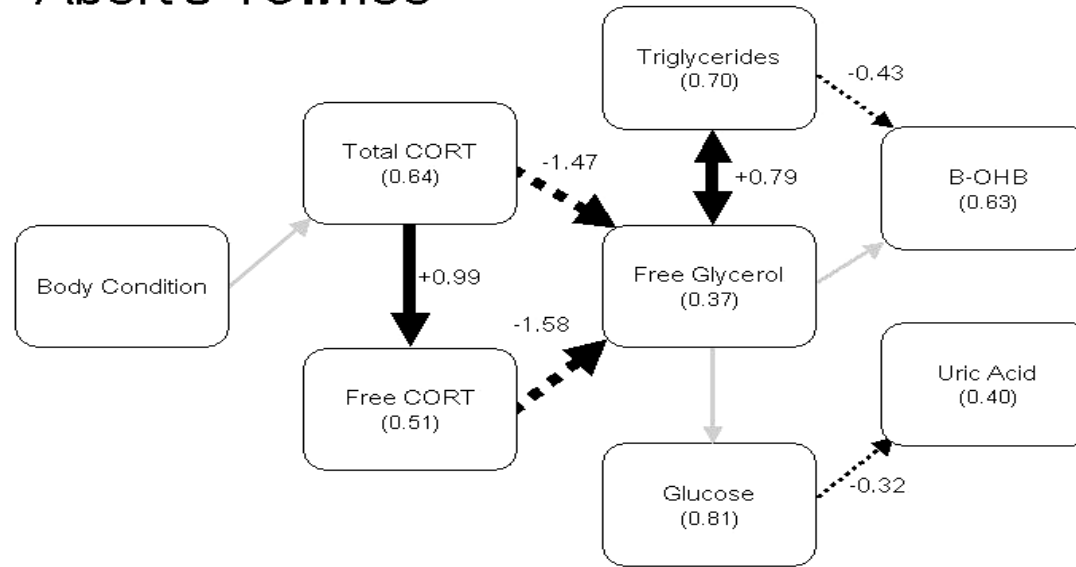 Triglycerides
(0.70)
-0.43
Total CORT
(0.64)
-1.47
+0.79
B-OHB
(0.63)
Body Condition
+0.99
Free Glycerol
(0.37)
-1.58
Free CORT
(0.51)
Uric Acid
(0.40)
Glucose
(0.81)
-0.32